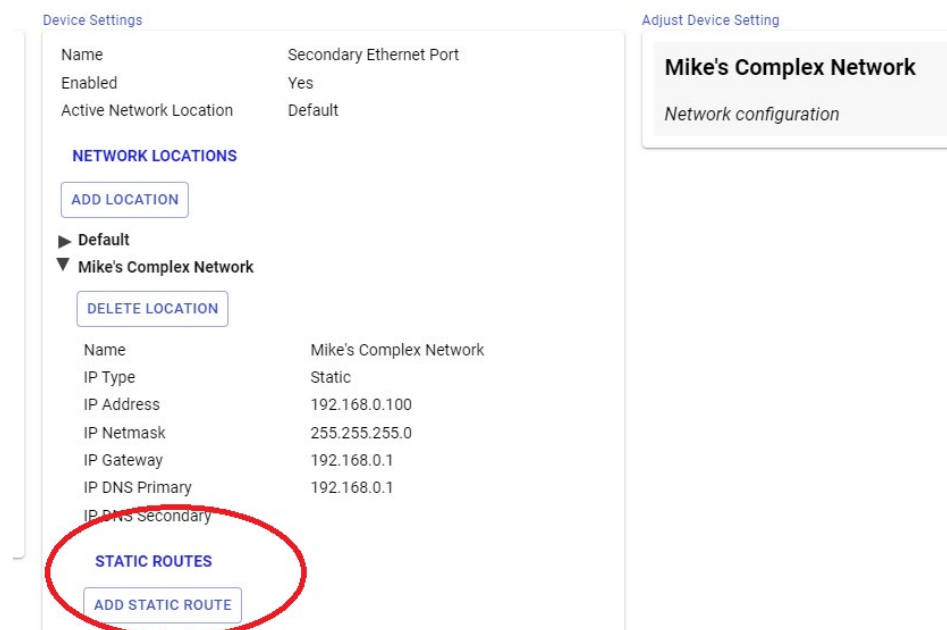 Device Settings
Name Secondary Ethernet Port
Enabled Yes
Active Network Location Default
NETWORK LOCATIONS
ADD LOCATION
Default
Mike's Complex Network
DELETE LOCATION
Name Mike's Complex Network
IP Type Static
IP Address 192.168.0.100
IP Netmask 255.255.255.0
IP Gateway 192.168.0.1
IP DNS Primary 192.168.0.1
IP DNS Secondary
STATIC ROUTES
ADD STATIC ROUTE
Adjust Device Setting
Mike's Complex Network
Network configuration